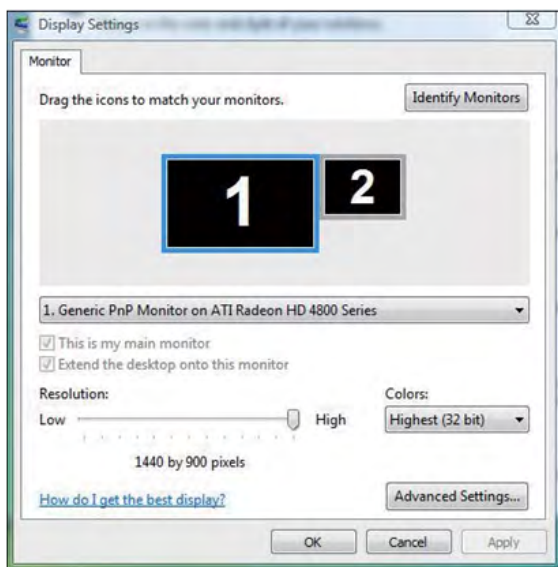 Display Settings
Monitor
Drag the icons to match your monitors.
Identify Monitors
1
2
1. Generic PnP Monitor on ATI Radeon HD 4800 Series
This is my main monitor
Extend the desktop onto this monitor
Resolution:
Colors:
Low
High
Highest (32 bit)
1440 by 900 pixels
How do I get the best display?
Advanced Settings...
OK
Cancel
Apply